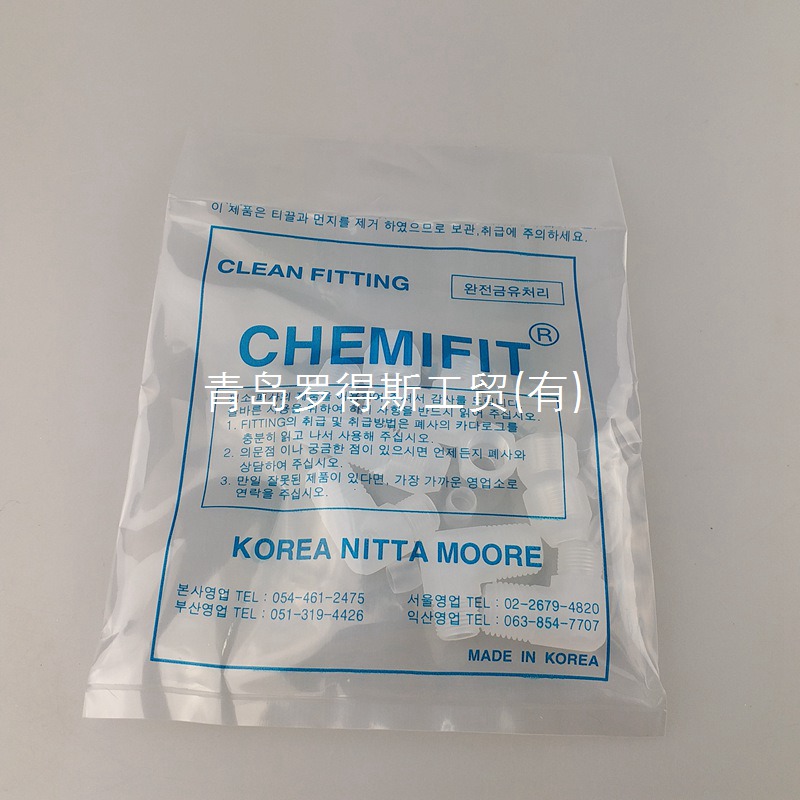 이 제품은 티끌과 먼지를 제거 하였으므로 보관,취급에 주의하세요.
CLEAN FITTING
완전금유처리
CHEMIFIT®
青岛罗得斯工贸(有)
주십시오.
1. FITTING의 취급 및 취급방법은 폐사의 카다로그를
충분히 읽고 나서 사용해 주십시오.
2. 의문점 이나 궁금한 점이 있으시면 언제든지 폐사와
상담하여 주십시오.
3. 만일 잘못된 제품이 있다면, 가장 가까운 영업소로
연락을 주십시오.
KOREA NITTA MOORE
본사영업 TEL : 054-461-2475 서울영업 TEL : 02-2679-4820
부산영업 TEL : 051-319-4426 익산영업 TEL : 063-854-7707
MADE IN KOREA